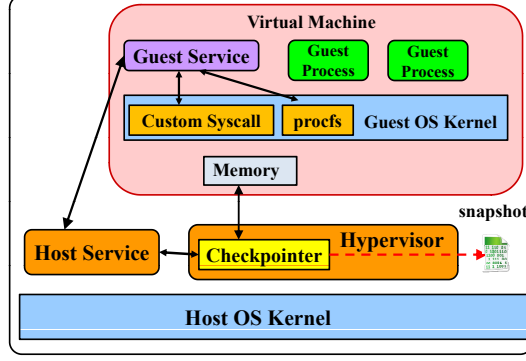 Virtual Machine
Guest Service
Guest
Process
Guest
Process
Custom Syscall
procfs
Guest OS Kernel
Memory
snapshot
Host Service
Hypervisor
Checkpointer
Host OS Kernel